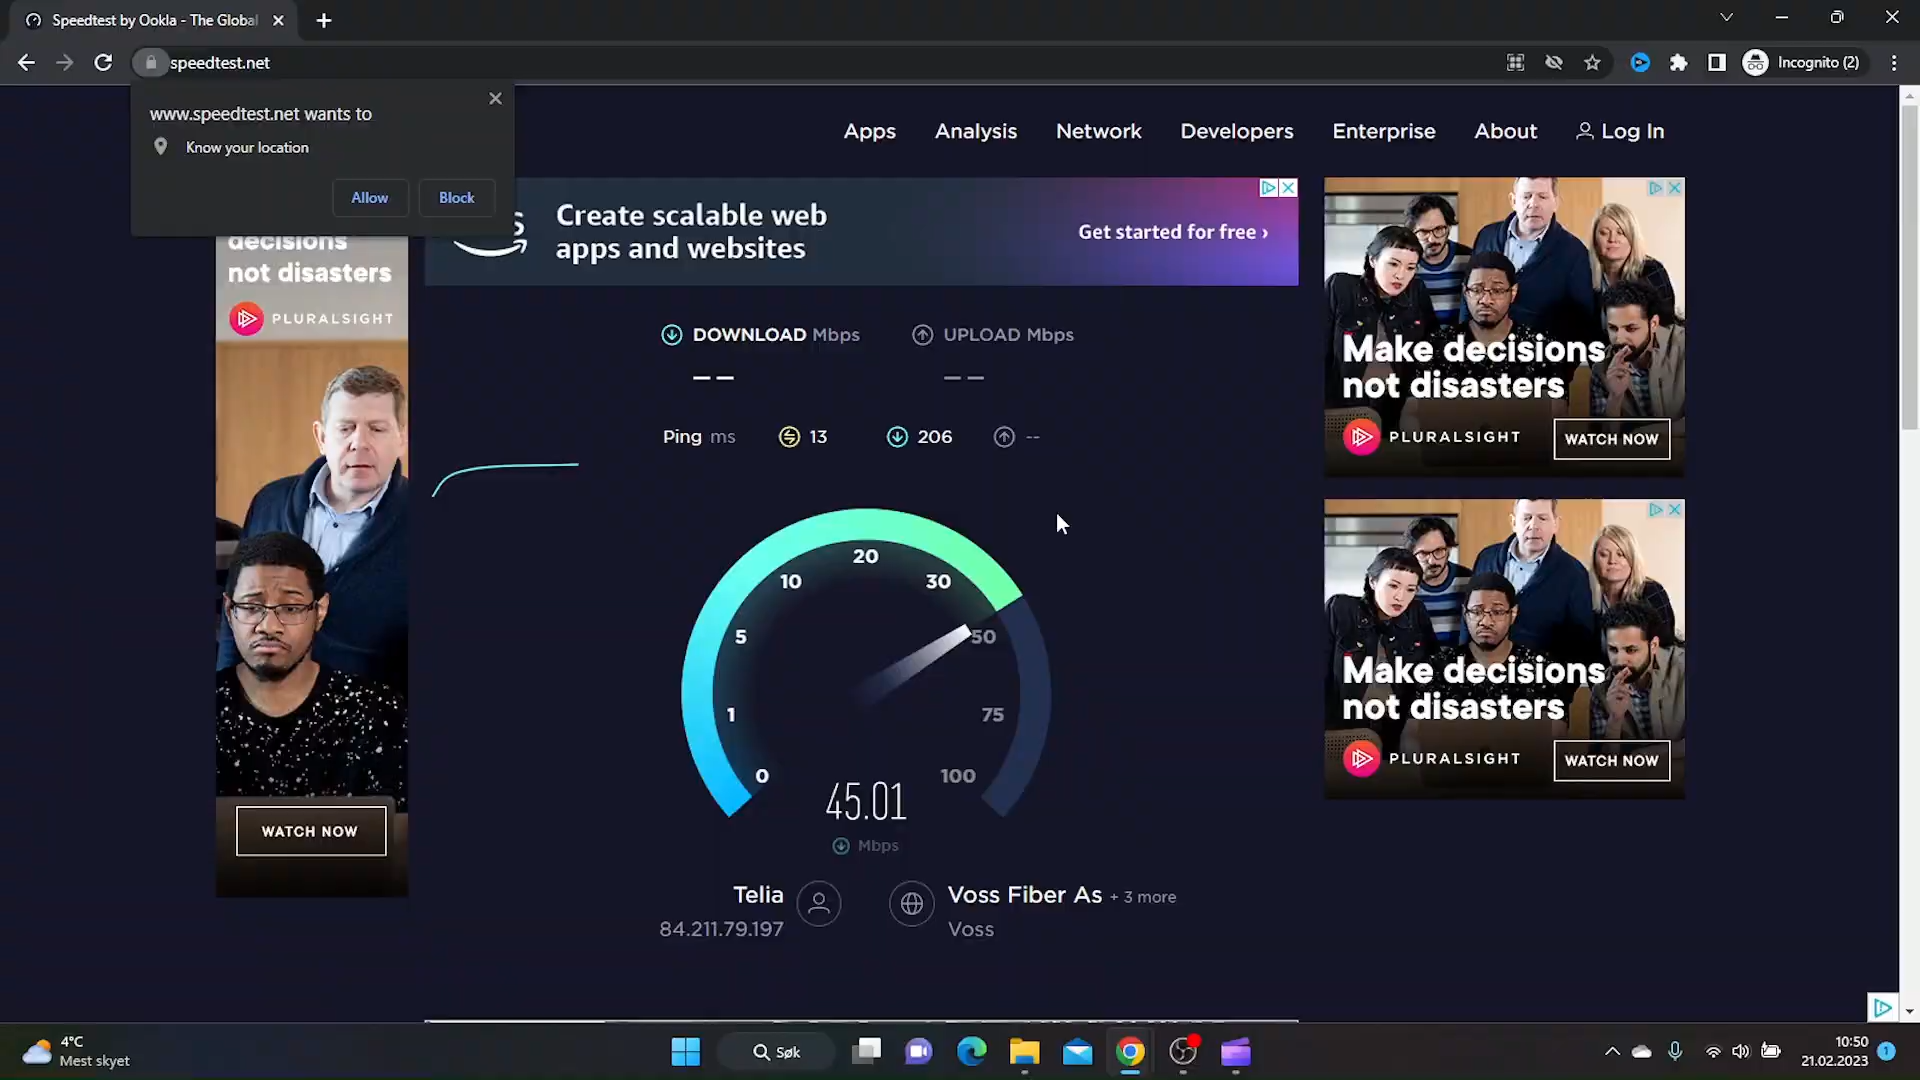 Speedtest by Ookla - The Global
speedtest.net
Incognito (2)
www.speedtest.net wants to
Know your location
Allow
Block
Apps
Analysis
Network
Developers
Enterprise
About
Log In
Create scalable web
apps and websites
Get started for free ›
decisions
not disasters
PLURALSIGHT
WATCH NOW
DOWNLOAD Mbps
UPLOAD Mbps
— —
— —
Ping ms
13
206
--
0
1
5
10
20
30
50
75
100
45.01
Mbps
Telia
84.211.79.197
Voss Fiber As + 3 more
Voss
Make decisions
not disasters
PLURALSIGHT
WATCH NOW
Make decisions
not disasters
PLURALSIGHT
WATCH NOW
4°C
Mest skyet
Søk
10:50
21.02.2023
1